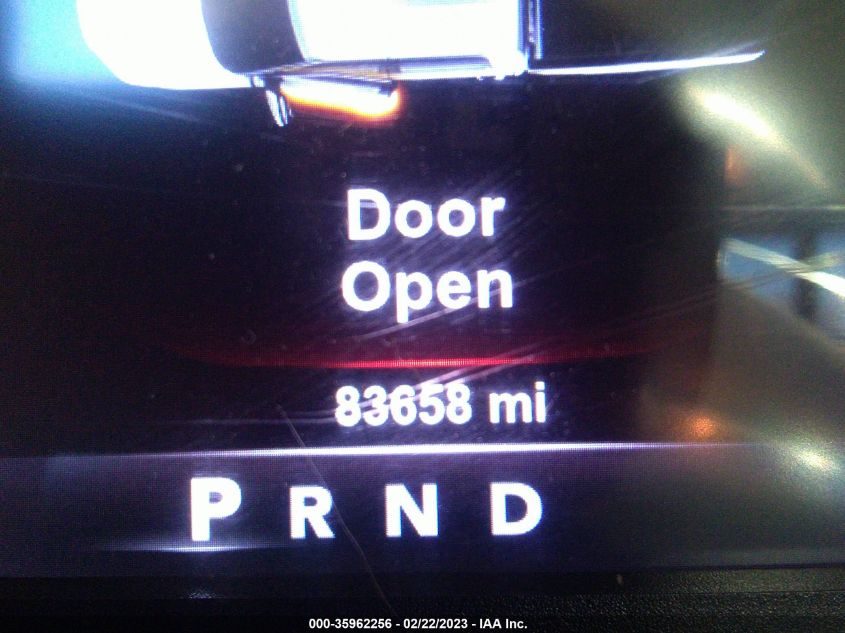 Door
Open
83658 mi
P R N D
000-35962256 - 02/22/2023 - IAA Inc.